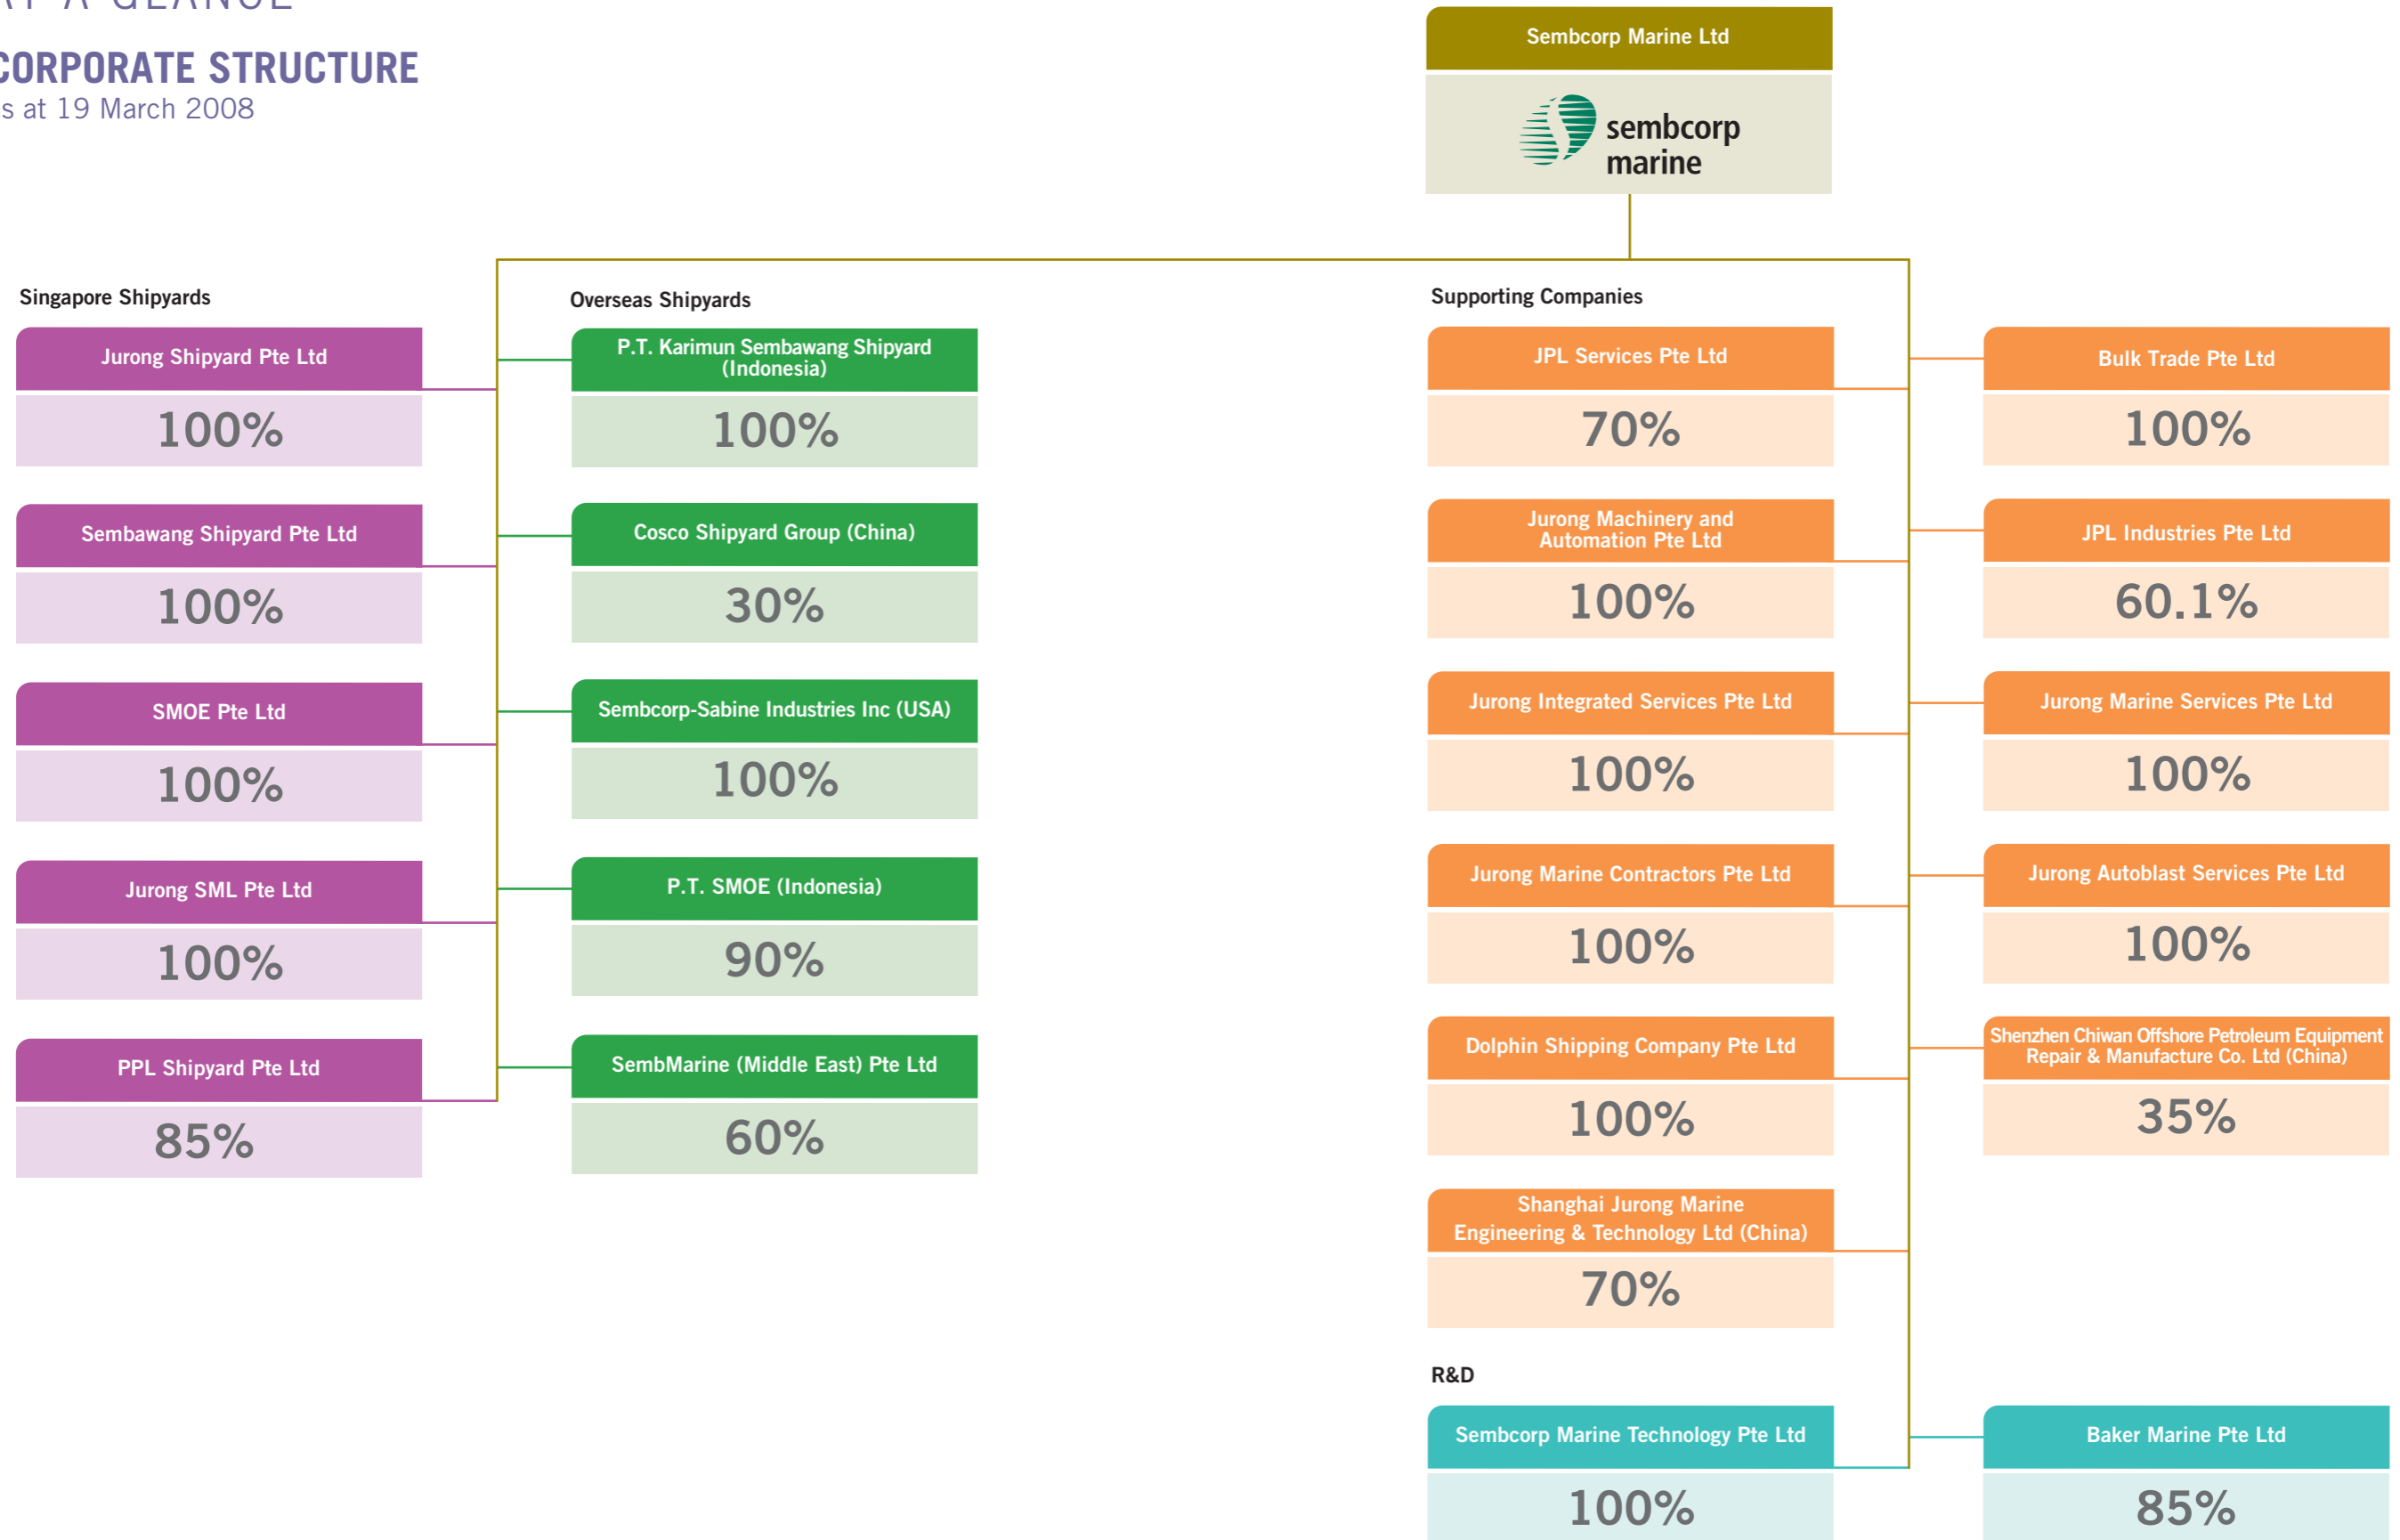 AT A GLANCE
CORPORATE STRUCTURE
s at 19 March 2008
Sembcorp Marine Ltd
sembcorp
marine
Singapore Shipyards
Jurong Shipyard Pte Ltd
100%
Sembawang Shipyard Pte Ltd
100%
SMOE Pte Ltd
100%
Jurong SML Pte Ltd
100%
PPL Shipyard Pte Ltd
85%
Overseas Shipyards
P.T. Karimun Sembawang Shipyard
(Indonesia)
100%
Cosco Shipyard Group (China)
30%
Sembcorp-Sabine Industries Inc (USA)
100%
P.T. SMOE (Indonesia)
90%
SembMarine (Middle East) Pte Ltd
60%
Supporting Companies
JPL Services Pte Ltd
70%
Jurong Machinery and
Automation Pte Ltd
100%
Jurong Integrated Services Pte Ltd
100%
Jurong Marine Contractors Pte Ltd
100%
Dolphin Shipping Company Pte Ltd
100%
Shanghai Jurong Marine
Engineering & Technology Ltd (China)
70%
Bulk Trade Pte Ltd
100%
JPL Industries Pte Ltd
60.1%
Jurong Marine Services Pte Ltd
100%
Jurong Autoblast Services Pte Ltd
100%
Shenzhen Chiwan Offshore Petroleum Equipment
Repair & Manufacture Co. Ltd (China)
35%
R&D
Sembcorp Marine Technology Pte Ltd
100%
Baker Marine Pte Ltd
85%